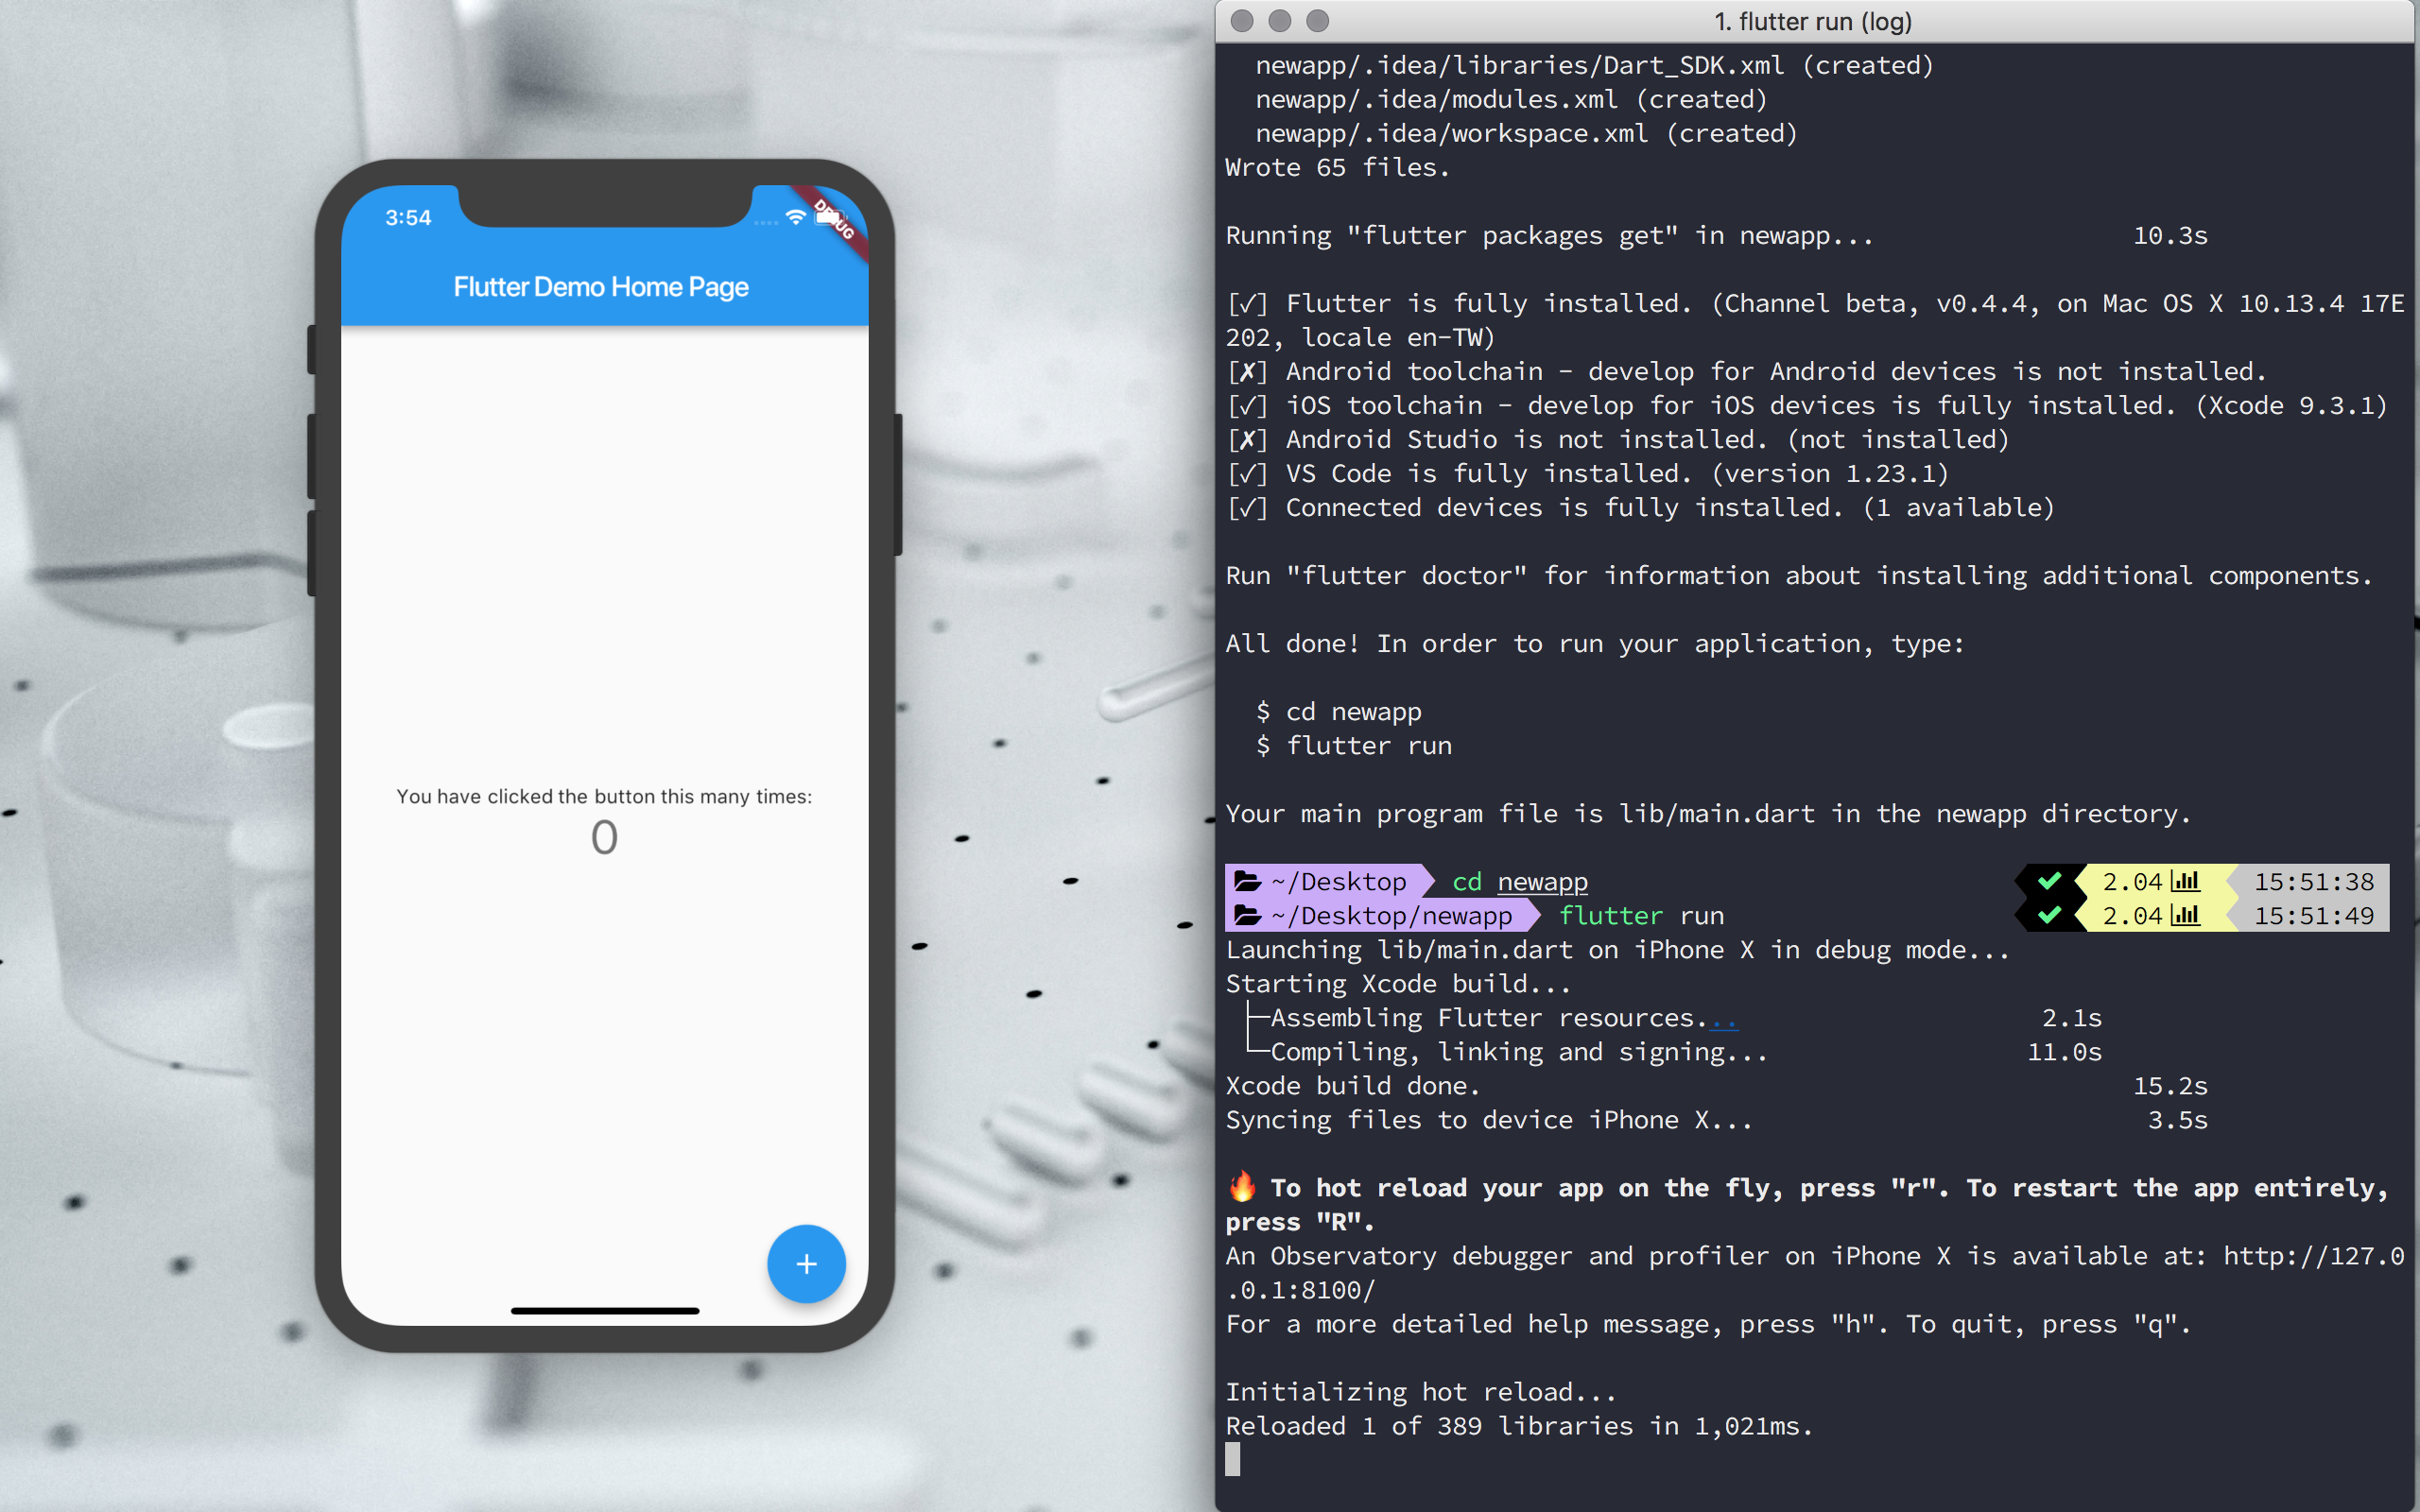 3:54
DEBUG
Flutter Demo Home Page
You have clicked the button this many times:
0
+
1. flutter run (log)
newapp/.idea/libraries/Dart_SDK.xml (created)
newapp/.idea/modules.xml (created)
newapp/.idea/workspace.xml (created)
Wrote 65 files.
Running "flutter packages get" in newapp... 10.3s
[✓] Flutter is fully installed. (Channel beta, v0.4.4, on Mac OS X 10.13.4 17E
202, locale en-TW)
[✗] Android toolchain - develop for Android devices is not installed.
[✓] iOS toolchain - develop for iOS devices is fully installed. (Xcode 9.3.1)
[✗] Android Studio is not installed. (not installed)
[✓] VS Code is fully installed. (version 1.23.1)
[✓] Connected devices is fully installed. (1 available)
Run "flutter doctor" for information about installing additional components.
All done! In order to run your application, type:
$ cd newapp
$ flutter run
Your main program file is lib/main.dart in the newapp directory.
~/Desktop cd newapp ✔ 2.04 15:51:38
~/Desktop/newapp flutter run ✔ 2.04 15:51:49
Launching lib/main.dart on iPhone X in debug mode...
Starting Xcode build...
├─Assembling Flutter resources... 2.1s
└─Compiling, linking and signing... 11.0s
Xcode build done. 15.2s
Syncing files to device iPhone X... 3.5s
🔥 To hot reload your app on the fly, press "r". To restart the app entirely,
press "R".
An Observatory debugger and profiler on iPhone X is available at: http://127.0
.0.1:8100/
For a more detailed help message, press "h". To quit, press "q".
Initializing hot reload...
Reloaded 1 of 389 libraries in 1,021ms.